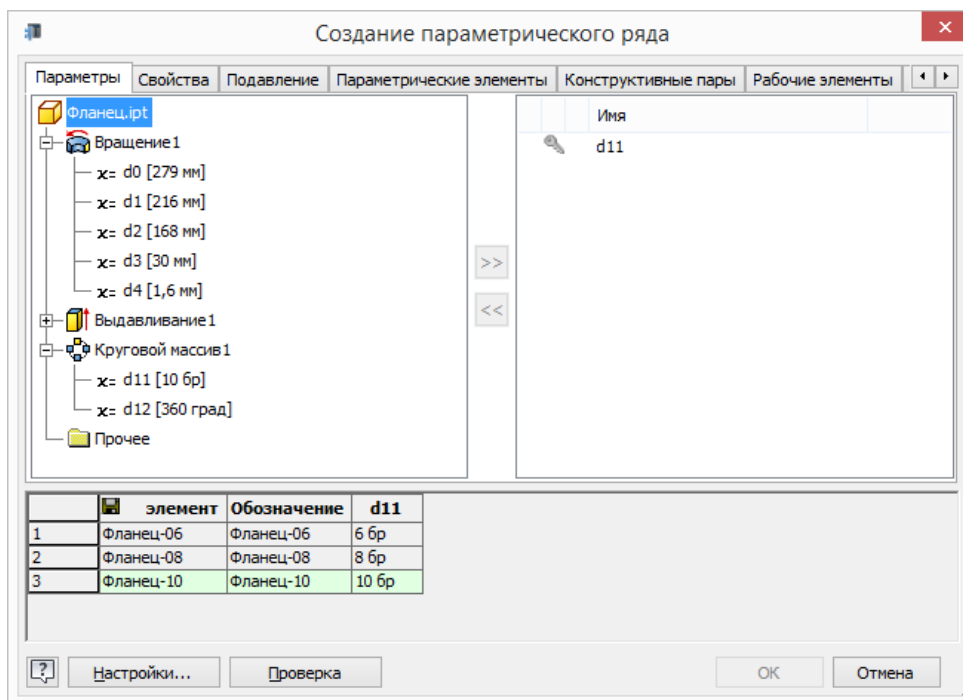 Создание параметрического ряда
Параметры Свойства Подавление Параметрические элементы Конструктивные пары Рабочие элементы
Фланец.ipt
Вращение1
x= d0 [279 мм]
x= d1 [216 мм]
x= d2 [168 мм]
x= d3 [30 мм]
x= d4 [1,6 мм]
Выдавливание1
Круговой массив1
x= d11 [10 бр]
x= d12 [360 град]
Прочее
>>
<<
Имя
d11
элемент Обозначение d11
1 Фланец-06 Фланец-06 6 бр
2 Фланец-08 Фланец-08 8 бр
3 Фланец-10 Фланец-10 10 бр
Настройки... Проверка OK Отмена